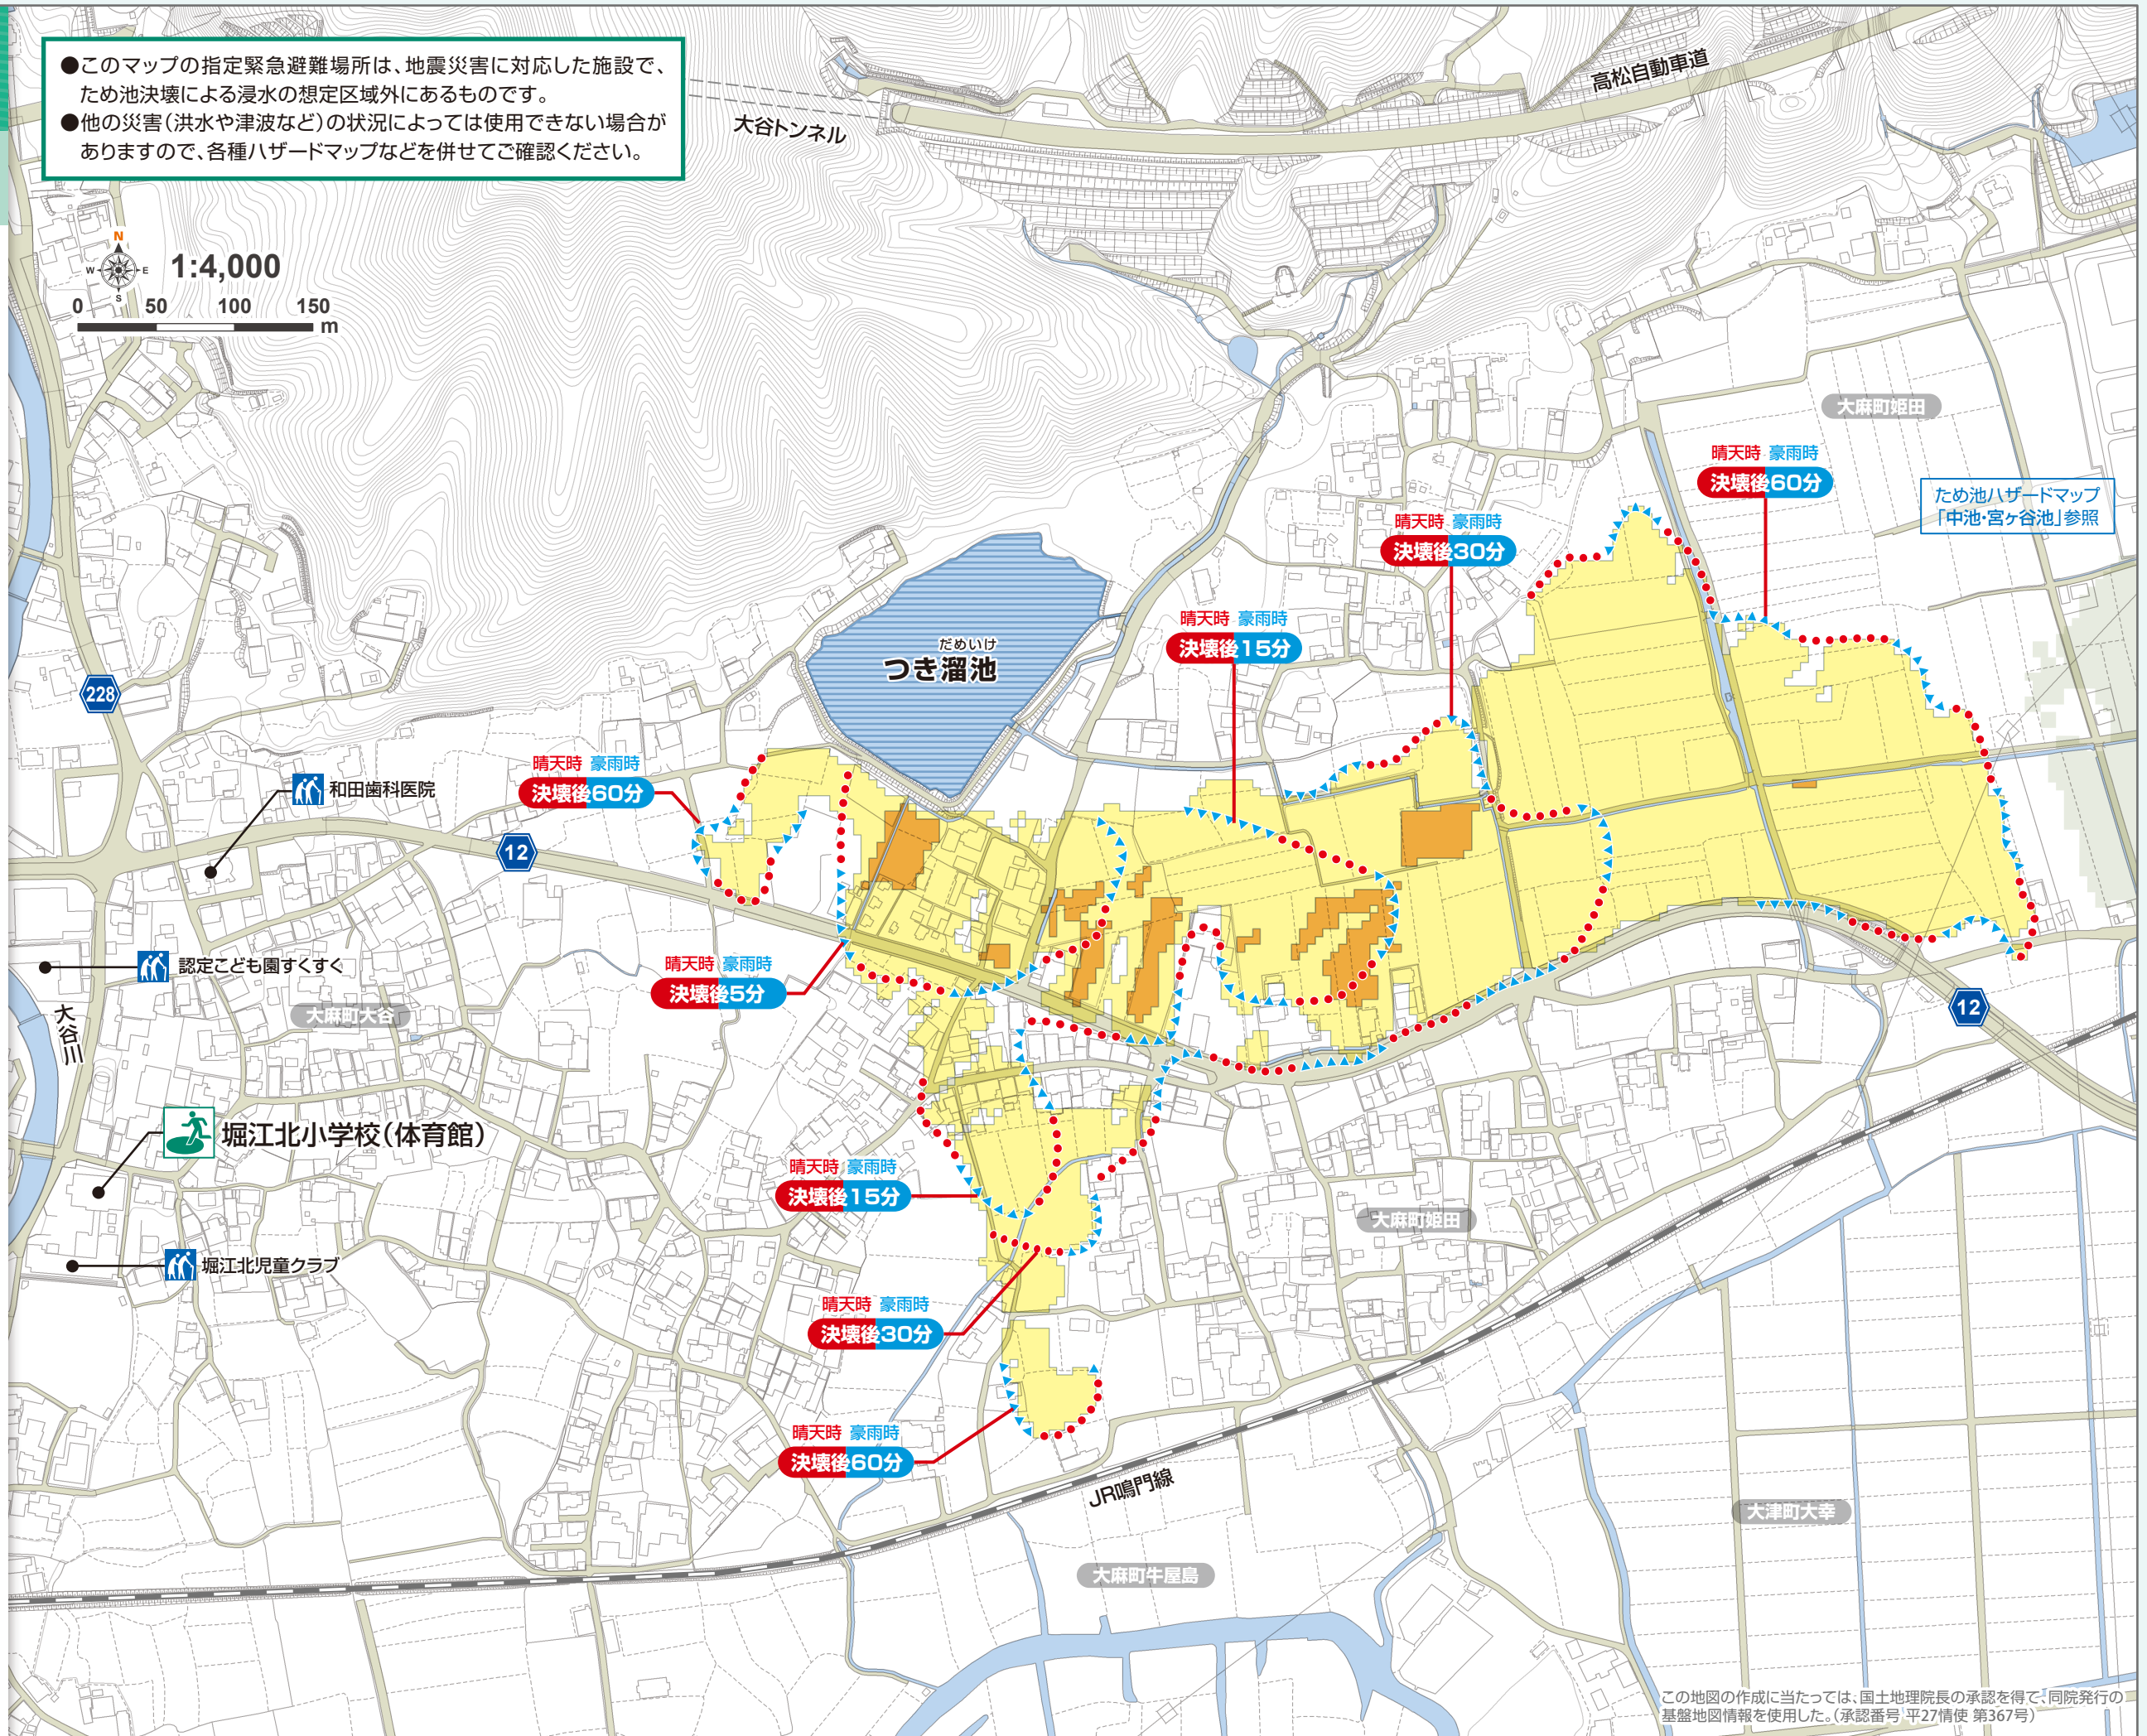 ●このマップの指定緊急避難場所は、地震災害に対応した施設で、
ため池決壊による浸水の想定区域外にあるものです。
●他の災害(洪水や津波など)の状況によっては使用できない場合が
ありますので、各種ハザードマップなどを併せてご確認ください。
高松自動車道
大谷トンネル
N
W E
S
1:4,000
0 50 100 150
m
大麻町姫田
晴天時 豪雨時
決壊後60分
ため池ハザードマップ
「中池・宮ヶ谷池」参照
晴天時 豪雨時
決壊後30分
晴天時 豪雨時
決壊後15分
だめいけ
つき溜池
228
晴天時 豪雨時
決壊後60分
和田歯科医院
12
認定こども園すくすく
晴天時 豪雨時
決壊後5分
大麻町大谷
大谷川
12
堀江北小学校(体育館)
晴天時 豪雨時
決壊後15分
大麻町姫田
堀江北児童クラブ
晴天時 豪雨時
決壊後30分
晴天時 豪雨時
決壊後60分
JR鳴門線
大津町大幸
大麻町牛屋島
この地図の作成に当たっては、国土地理院長の承認を得て、同院発行の
基盤地図情報を使用した。(承認番号 平27情使 第367号)